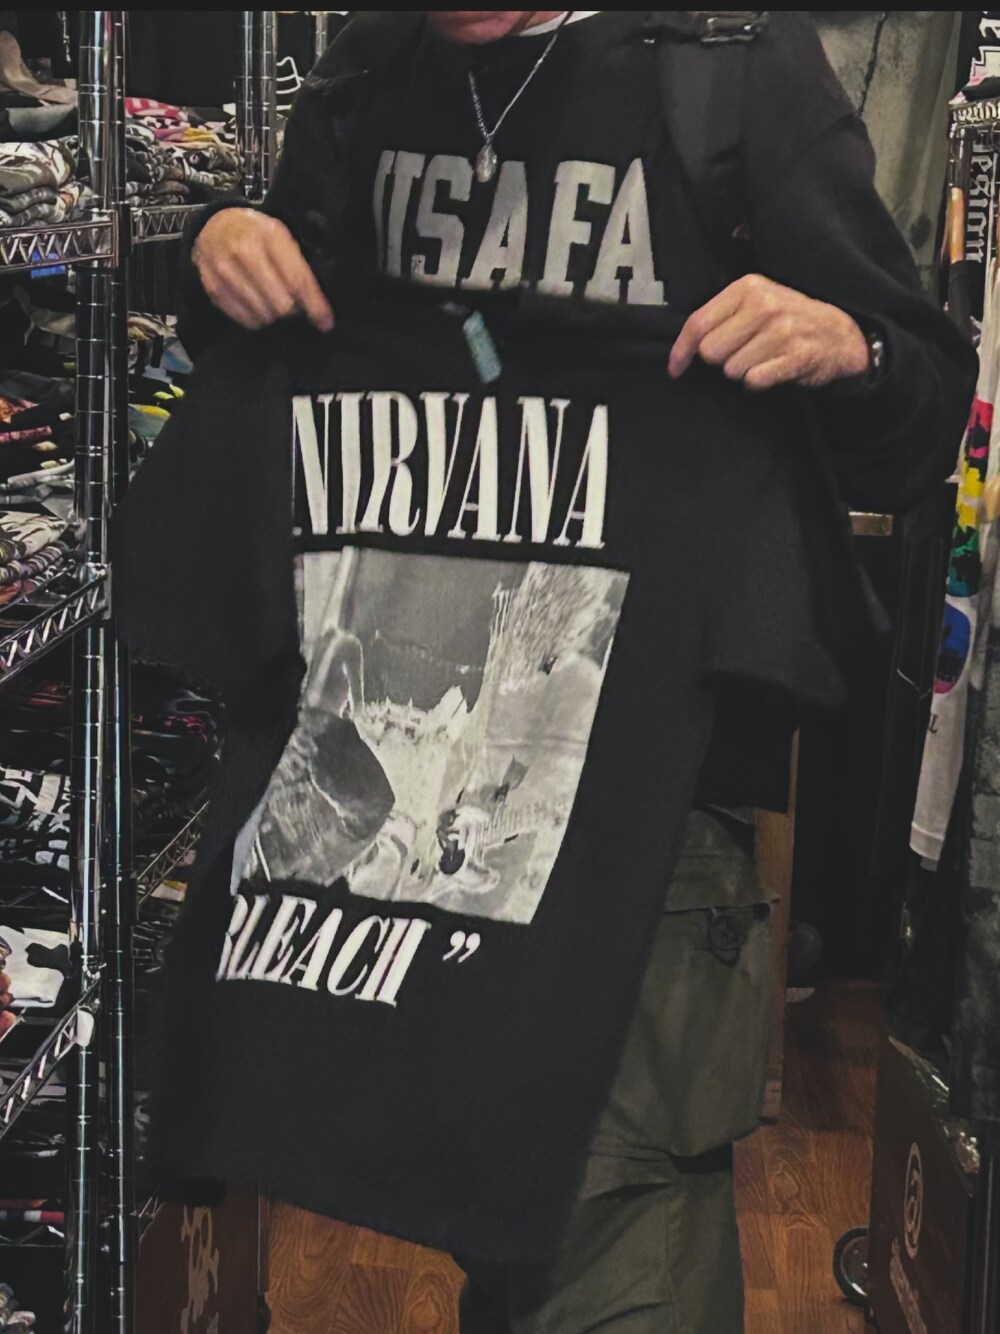 USAFA
NIRVANA
BLEACH ”